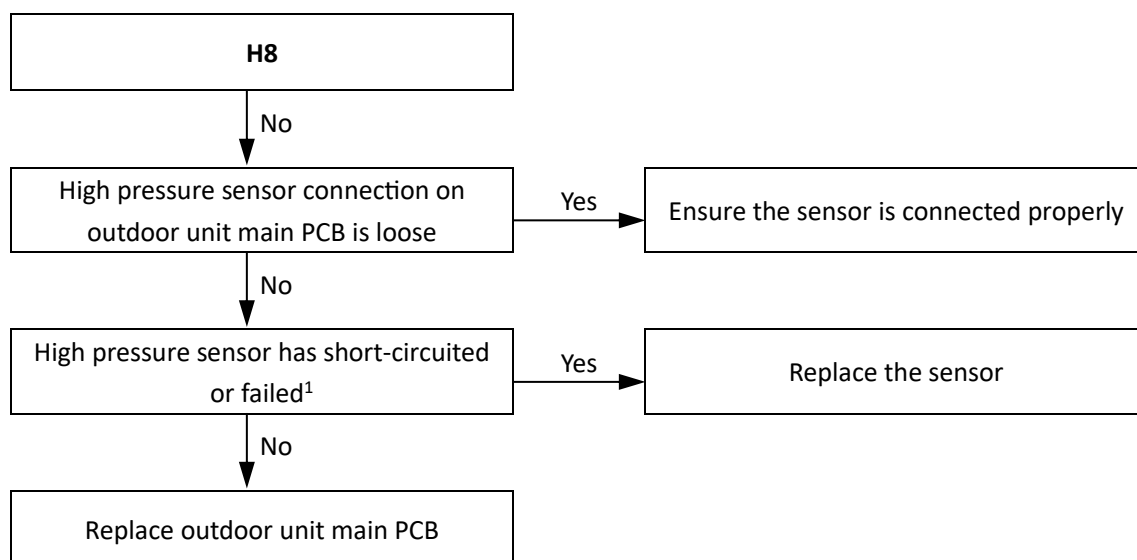 H8
No
High pressure sensor connection on
outdoor unit main PCB is loose
Yes
Ensure the sensor is connected properly
No
High pressure sensor has short-circuited
or failed¹
Yes
Replace the sensor
No
Replace outdoor unit main PCB